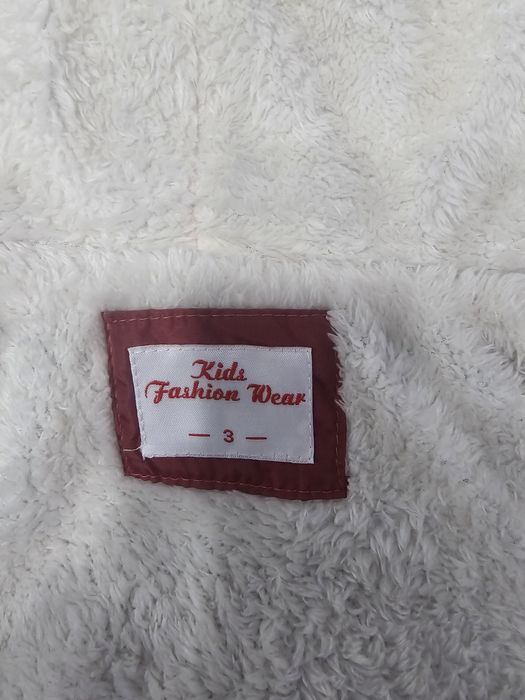 Kids
Fashion Wear
— 3 —